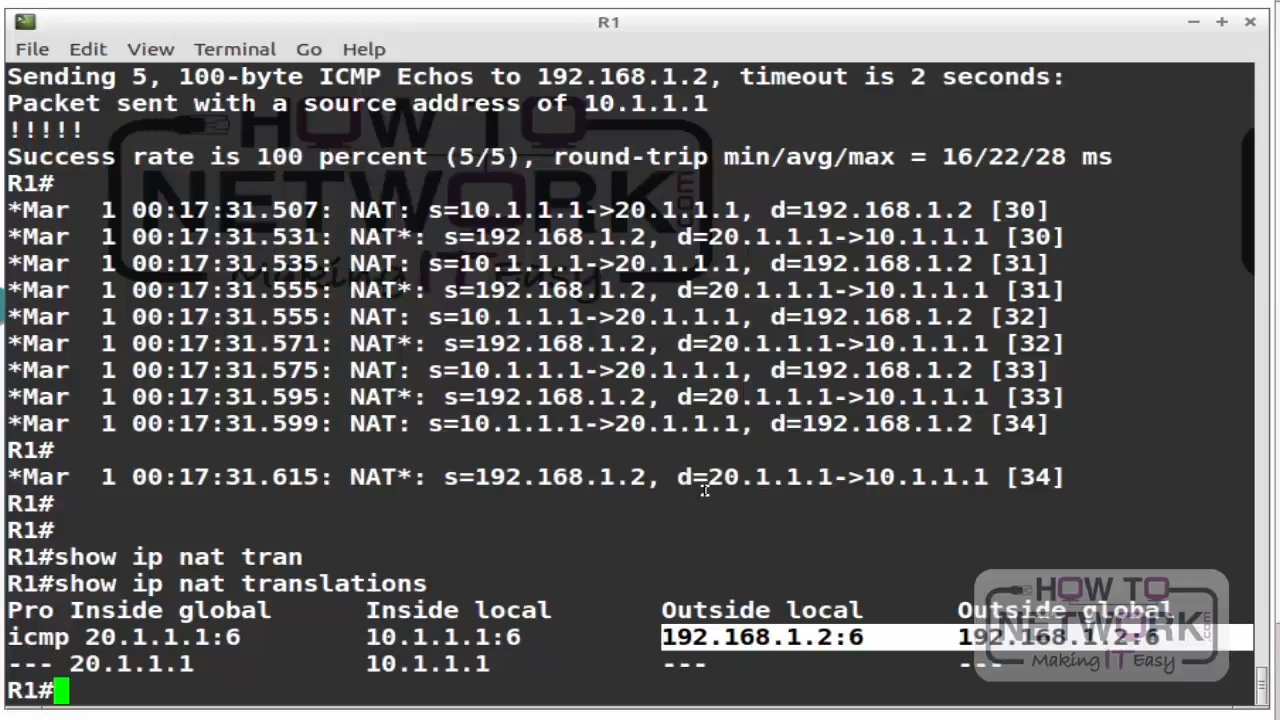 R1
File Edit View Terminal Go Help
Sending 5, 100-byte ICMP Echos to 192.168.1.2, timeout is 2 seconds:
Packet sent with a source address of 10.1.1.1
!!!!!
Success rate is 100 percent (5/5), round-trip min/avg/max = 16/22/28 ms
R1#
*Mar  1 00:17:31.507: NAT: s=10.1.1.1->20.1.1.1, d=192.168.1.2 [30]
*Mar  1 00:17:31.531: NAT*: s=192.168.1.2, d=20.1.1.1->10.1.1.1 [30]
*Mar  1 00:17:31.535: NAT: s=10.1.1.1->20.1.1.1, d=192.168.1.2 [31]
*Mar  1 00:17:31.555: NAT*: s=192.168.1.2, d=20.1.1.1->10.1.1.1 [31]
*Mar  1 00:17:31.555: NAT: s=10.1.1.1->20.1.1.1, d=192.168.1.2 [32]
*Mar  1 00:17:31.571: NAT*: s=192.168.1.2, d=20.1.1.1->10.1.1.1 [32]
*Mar  1 00:17:31.575: NAT: s=10.1.1.1->20.1.1.1, d=192.168.1.2 [33]
*Mar  1 00:17:31.595: NAT*: s=192.168.1.2, d=20.1.1.1->10.1.1.1 [33]
*Mar  1 00:17:31.599: NAT: s=10.1.1.1->20.1.1.1, d=192.168.1.2 [34]
R1#
*Mar  1 00:17:31.615: NAT*: s=192.168.1.2, d=20.1.1.1->10.1.1.1 [34]
R1#
R1#
R1#show ip nat tran
R1#show ip nat translations
Pro Inside global      Inside local       Outside local      Outside global
icmp 20.1.1.1:6        10.1.1.1:6         192.168.1.2:6      192.168.1.2:6
--- 20.1.1.1           10.1.1.1           ---                ---
R1#
HOW TO
NETWORK.com
Making IT Easy
HOW TO
NETWORK.com
Making IT Easy